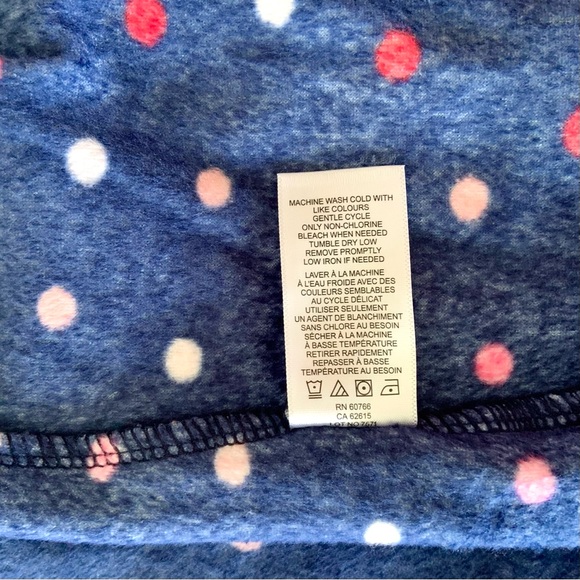 MACHINE WASH COLD WITH
LIKE COLOURS
GENTLE CYCLE
ONLY NON-CHLORINE
BLEACH WHEN NEEDED
TUMBLE DRY LOW
REMOVE PROMPTLY
LOW IRON IF NEEDED
LAVER À LA MACHINE
À L'EAU FROIDE AVEC DES
COULEURS SEMBLABLES
AU CYCLE DÉLICAT
UTILISER SEULEMENT
UN AGENT DE BLANCHIMENT
SANS CHLORE AU BESOIN
SÉCHER À LA MACHINE
À BASSE TEMPÉRATURE
RETIRER RAPIDEMENT
REPASSER À BASSE
TEMPÉRATURE AU BESOIN
RN 60766
CA 62615
LOT NO 7571